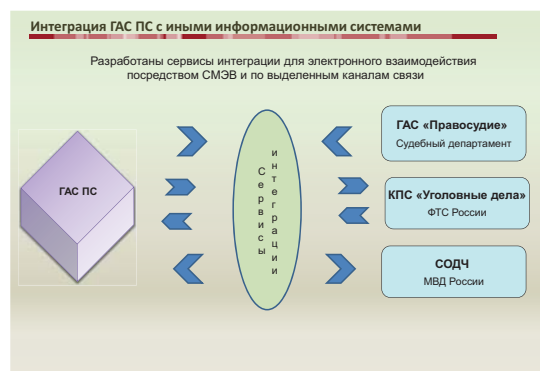 Интеграция ГАС ПС с иными информационными системами
Разработаны сервисы интеграции для электронного взаимодействия
посредством СМЭВ и по выделенным каналам связи
ГАС ПС
Сервисы
интеграции
ГАС «Правосудие»
Судебный департамент
КПС «Уголовные дела»
ФТС России
СОДЧ
МВД России